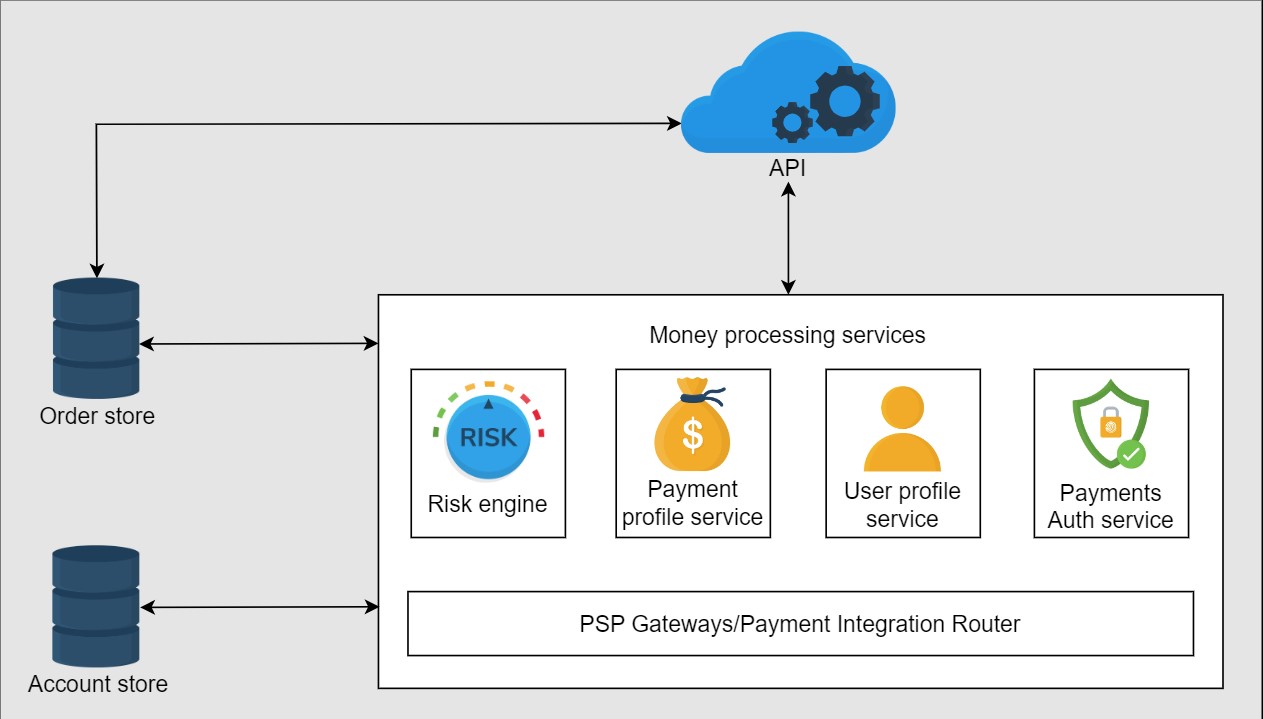 API
Order store
Money processing services
RISK
Risk engine
Payment
profile service
$
User profile
service
Payments
Auth service
PSP Gateways/Payment Integration Router
Account store